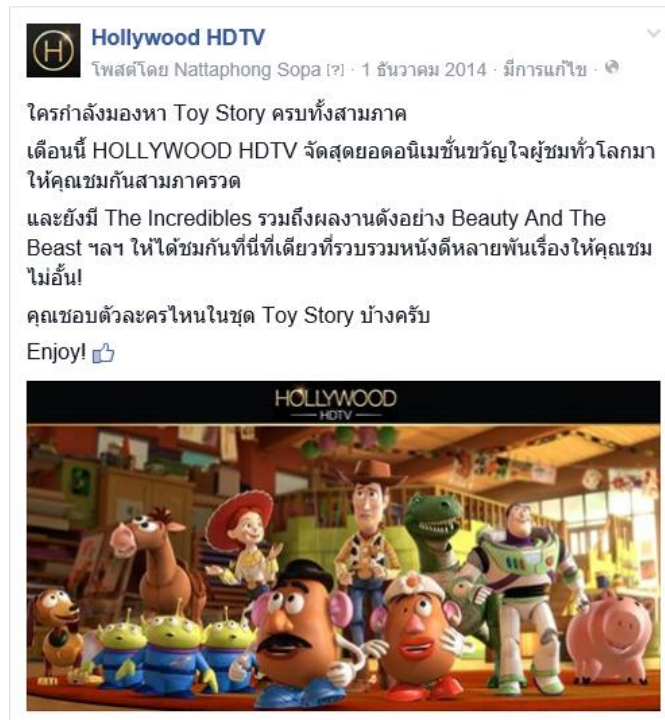 Hollywood HDTV
โพสต์โดย Nattaphong Sopa [?] · 1 ธันวาคม 2014 · มีการแก้ไข ·
ใครกำลังมองหา Toy Story ครบทั้งสามภาค
เดือนนี้ HOLLYWOOD HDTV จัดสุดยอดอนิเมชั่นขวัญใจผู้ชมทั่วโลกมา
ให้คุณชมกันสามภาครวด
และยังมี The Incredibles รวมถึงผลงานดังอย่าง Beauty And The
Beast ฯลฯ ให้ได้ชมกันที่นี่ที่เดียวที่รวบรวมหนังดีหลายพันเรื่องให้คุณชม
ไม่อั้น!
คุณชอบตัวละครไหนในชุด Toy Story บ้างครับ
Enjoy!
HOLLYWOOD
HDTV